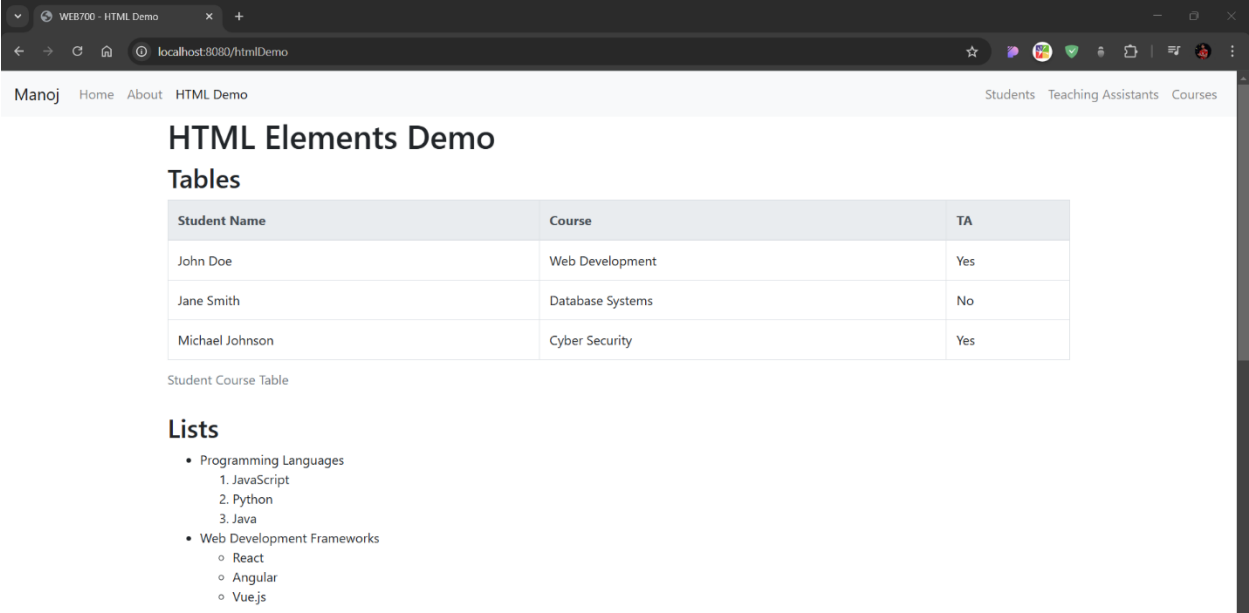 WEB700 - HTML Demo
localhost:8080/htmlDemo
Manoj Home About HTML Demo Students Teaching Assistants Courses
HTML Elements Demo
Tables
Student Name Course TA
John Doe Web Development Yes
Jane Smith Database Systems No
Michael Johnson Cyber Security Yes
Student Course Table
Lists
• Programming Languages
1. JavaScript
2. Python
3. Java
• Web Development Frameworks
◦ React
◦ Angular
◦ Vue.js